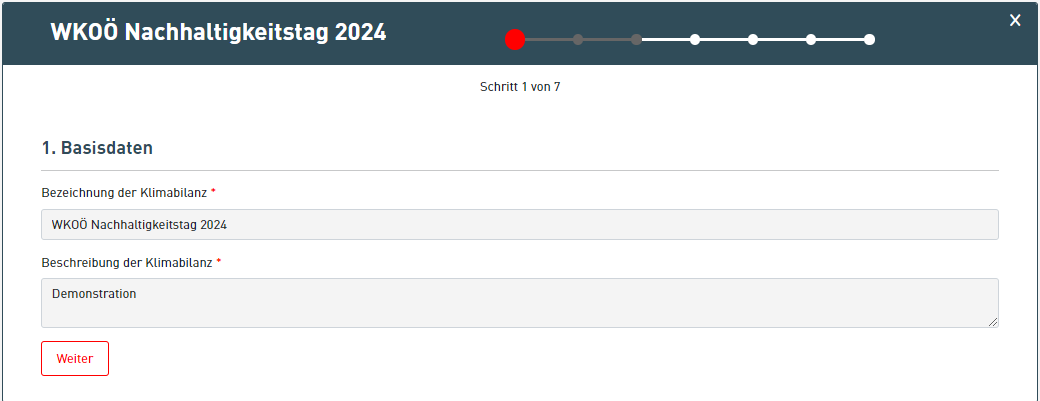 WKOÖ Nachhaltigkeitstag 2024
X
Schritt 1 von 7
1. Basisdaten
Bezeichnung der Klimabilanz *
WKOÖ Nachhaltigkeitstag 2024
Beschreibung der Klimabilanz *
Demonstration
Weiter